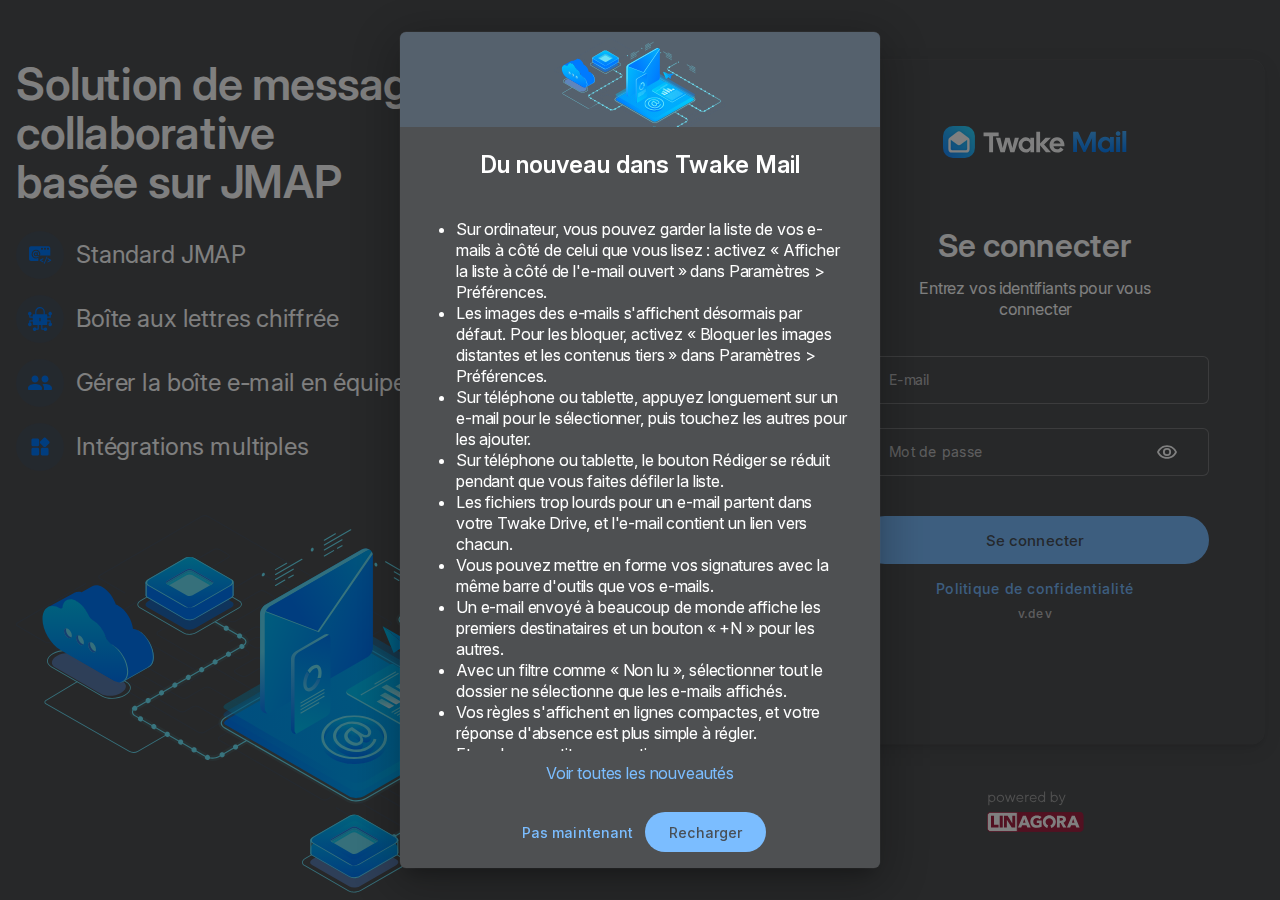 Solution de messag
collaborative
basée sur JMAP
Standard JMAP
Boîte aux lettres chiffrée
Gérer la boîte e-mail en équipe
Intégrations multiples
Du nouveau dans Twake Mail
Sur ordinateur, vous pouvez garder la liste de vos e-
mails à côté de celui que vous lisez : activez « Afficher
la liste à côté de l'e-mail ouvert » dans Paramètres >
Préférences.
Les images des e-mails s'affichent désormais par
défaut. Pour les bloquer, activez « Bloquer les images
distantes et les contenus tiers » dans Paramètres >
Préférences.
Sur téléphone ou tablette, appuyez longuement sur un
e-mail pour le sélectionner, puis touchez les autres pour
les ajouter.
Sur téléphone ou tablette, le bouton Rédiger se réduit
pendant que vous faites défiler la liste.
Les fichiers trop lourds pour un e-mail partent dans
votre Twake Drive, et l'e-mail contient un lien vers
chacun.
Vous pouvez mettre en forme vos signatures avec la
même barre d'outils que vos e-mails.
Un e-mail envoyé à beaucoup de monde affiche les
premiers destinataires et un bouton « +N » pour les
autres.
Avec un filtre comme « Non lu », sélectionner tout le
dossier ne sélectionne que les e-mails affichés.
Vos règles s'affichent en lignes compactes, et votre
réponse d'absence est plus simple à régler.
Voir toutes les nouveautés
Pas maintenant
Recharger
Twake Mail
Se connecter
Entrez vos identifiants pour vous
connecter
E-mail
Mot de passe
Se connecter
Politique de confidentialité
v.dev
powered by
LINAGORA